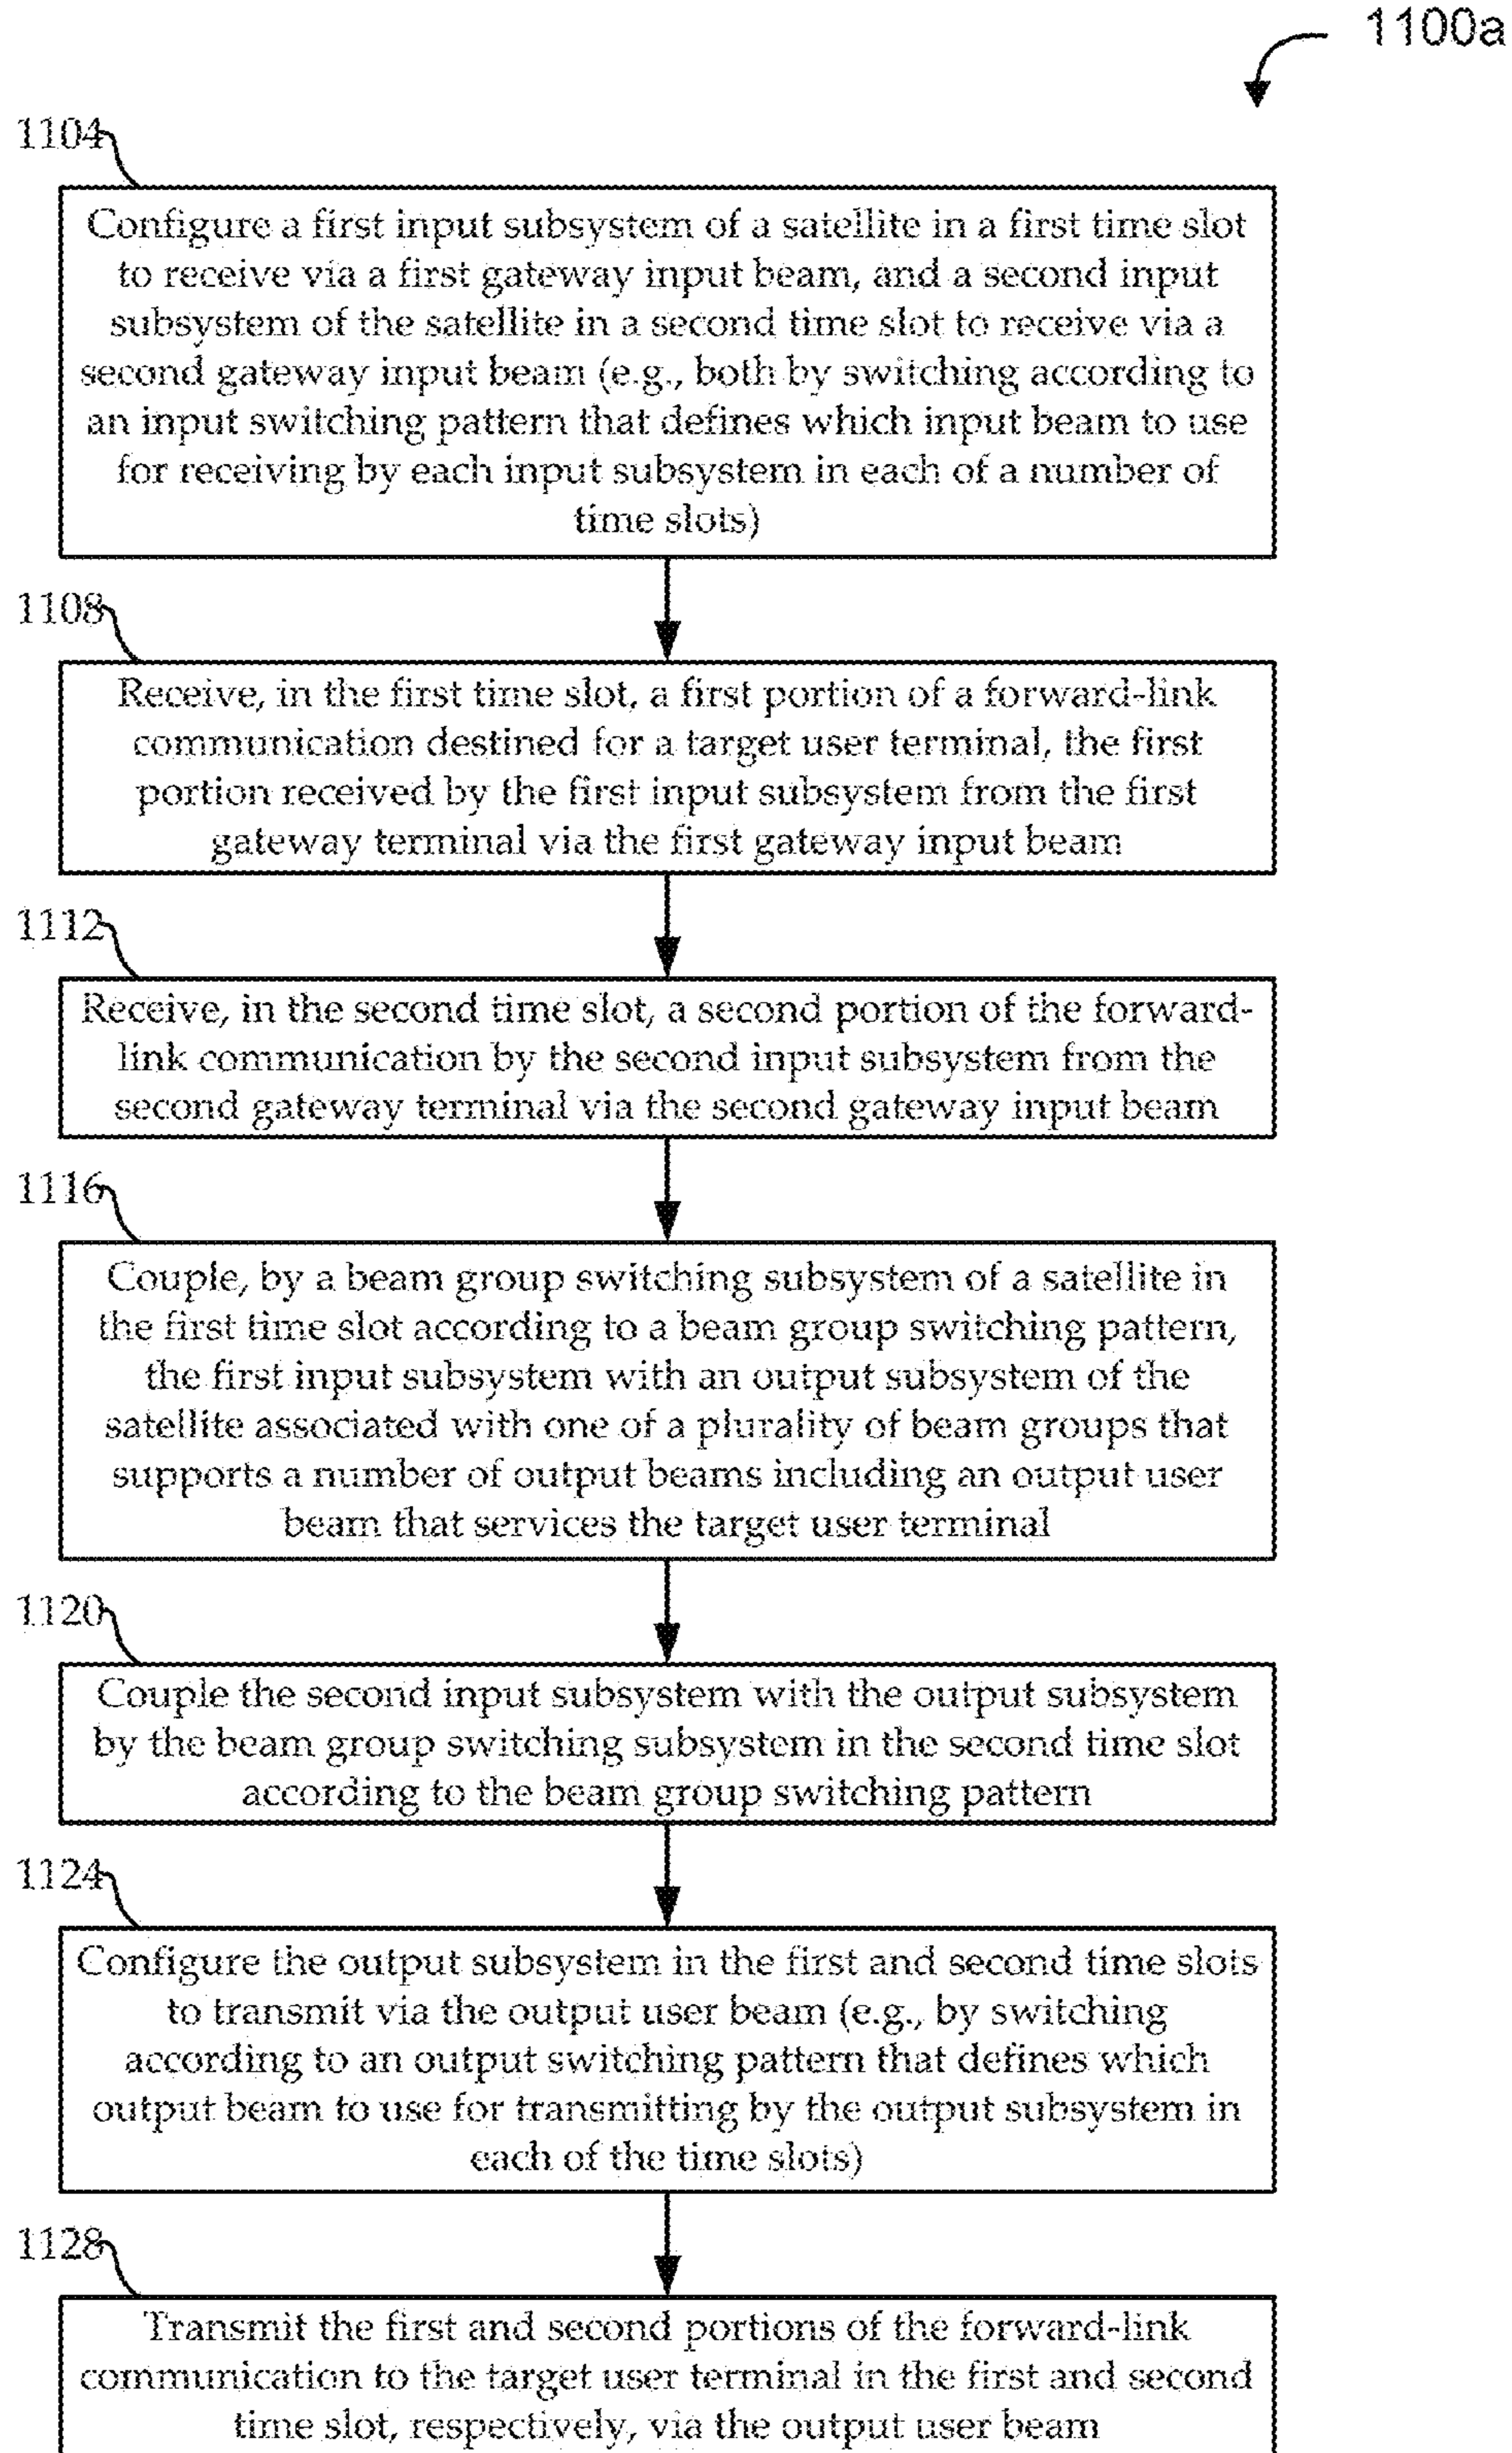 1100a
1104
Configure a first input subsystem of a satellite in a first time slot
to receive via a first gateway input beam, and a second input
subsystem of the satellite in a second time slot to receive via a
second gateway input beam (e.g., both by switching according to
an input switching pattern that defines which input beam to use
for receiving by each input subsystem in each of a number of
time slots)
1108
Receive, in the first time slot, a first portion of a forward-link
communication destined for a target user terminal, the first
portion received by the first input subsystem from the first
gateway terminal via the first gateway input beam
1112
Receive, in the second time slot, a second portion of the forward-
link communication by the second input subsystem from the
second gateway terminal via the second gateway input beam
1116
Couple, by a beam group switching subsystem of a satellite in
the first time slot according to a beam group switching pattern,
the first input subsystem with an output subsystem of the
satellite associated with one of a plurality of beam groups that
supports a number of output beams including an output user
beam that services the target user terminal
1120
Couple the second input subsystem with the output subsystem
by the beam group switching subsystem in the second time slot
according to the beam group switching pattern
1124
Configure the output subsystem in the first and second time slots
to transmit via the output user beam (e.g., by switching
according to an output switching pattern that defines which
output beam to use for transmitting by the output subsystem in
each of the time slots)
1128
Transmit the first and second portions of the forward-link
communication to the target user terminal in the first and second
time slot, respectively, via the output user beam